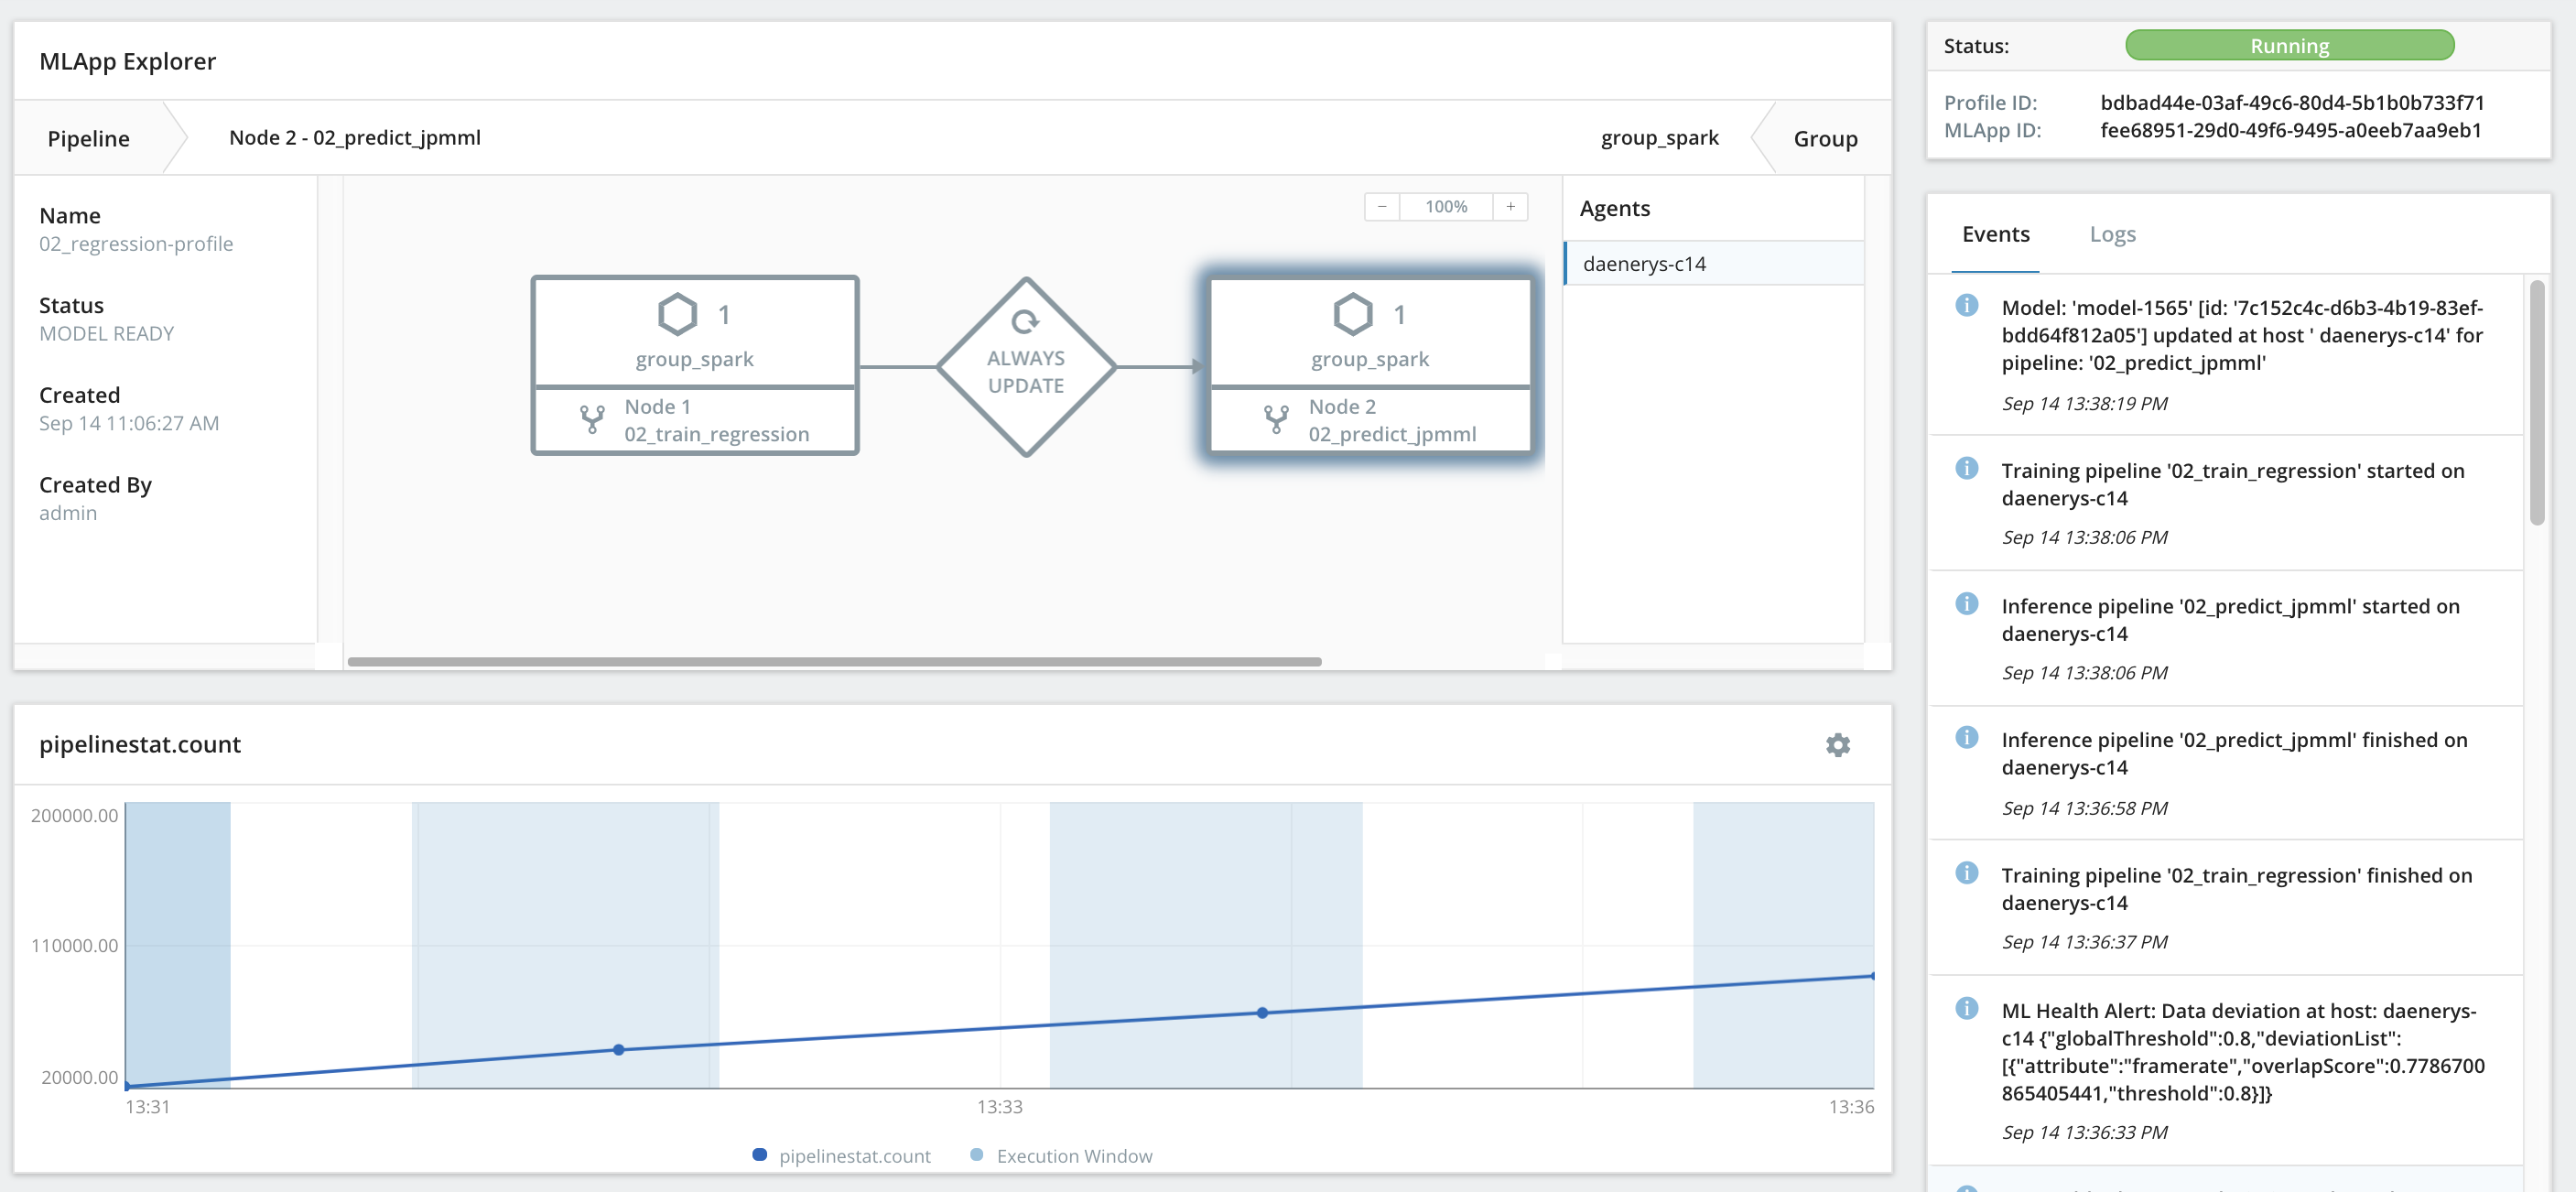 MLApp Explorer
Pipeline
Node 2 - 02_predict_jpmml
group_spark
Group
Name
02_regression-profile
Status
MODEL READY
Created
Sep 14 11:06:27 AM
Created By
admin
− 100% +
1
group_spark
Node 1
02_train_regression
ALWAYS
UPDATE
1
group_spark
Node 2
02_predict_jpmml
Agents
daenerys-c14
pipelinestat.count
200000.00
110000.00
20000.00
13:31
13:33
13:36
pipelinestat.count
Execution Window
Status:
Running
Profile ID:
bdbad44e-03af-49c6-80d4-5b1b0b733f71
MLApp ID:
fee68951-29d0-49f6-9495-a0eeb7aa9eb1
Events
Logs
Model: 'model-1565' [id: '7c152c4c-d6b3-4b19-83ef-
bdd64f812a05'] updated at host ' daenerys-c14' for
pipeline: '02_predict_jpmml'
Sep 14 13:38:19 PM
Training pipeline '02_train_regression' started on
daenerys-c14
Sep 14 13:38:06 PM
Inference pipeline '02_predict_jpmml' started on
daenerys-c14
Sep 14 13:38:06 PM
Inference pipeline '02_predict_jpmml' finished on
daenerys-c14
Sep 14 13:36:58 PM
Training pipeline '02_train_regression' finished on
daenerys-c14
Sep 14 13:36:37 PM
ML Health Alert: Data deviation at host: daenerys-
c14 {"globalThreshold":0.8,"deviationList":
[{"attribute":"framerate","overlapScore":0.7786700
865405441,"threshold":0.8}]}
Sep 14 13:36:33 PM